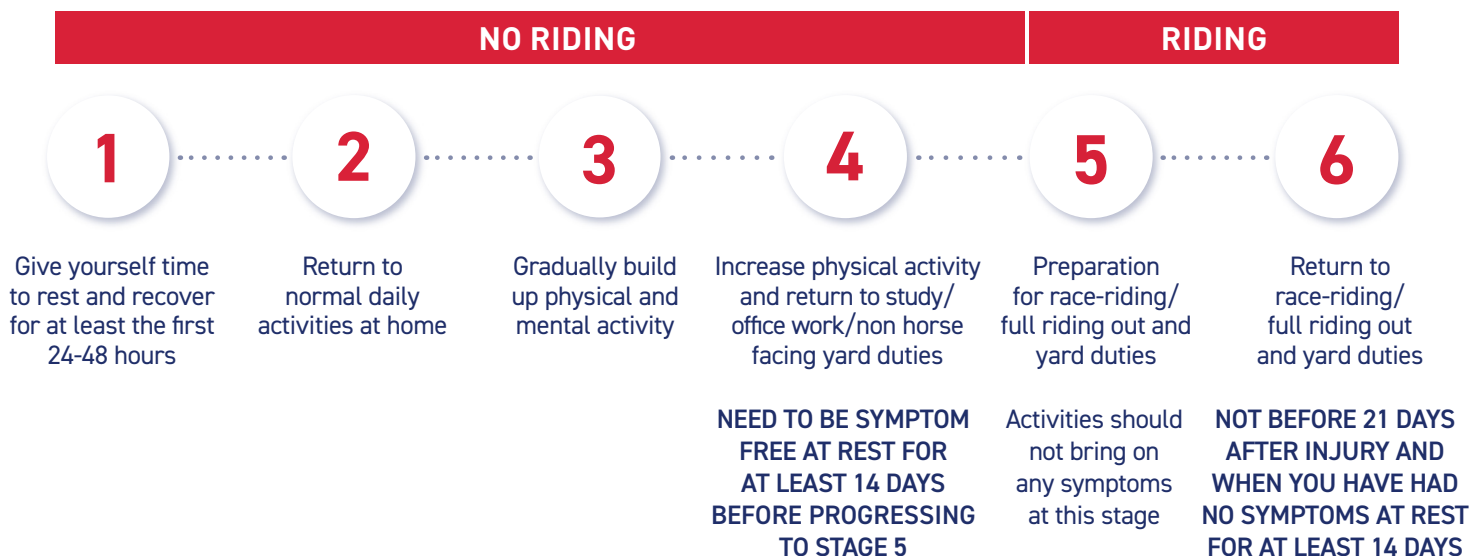 NO RIDING
RIDING
1
2
3
4
5
6
Give yourself time
to rest and recover
for at least the first
24-48 hours
Return to
normal daily
activities at home
Gradually build
up physical and
mental activity
Increase physical activity
and return to study/
office work/non horse
facing yard duties
NEED TO BE SYMPTOM
FREE AT REST FOR
AT LEAST 14 DAYS
BEFORE PROGRESSING
TO STAGE 5
Preparation
for race-riding/
full riding out and
yard duties
Activities should
not bring on
any symptoms
at this stage
Return to
race-riding/
full riding out
and yard duties
NOT BEFORE 21 DAYS
AFTER INJURY AND
WHEN YOU HAVE HAD
NO SYMPTOMS AT REST
FOR AT LEAST 14 DAYS